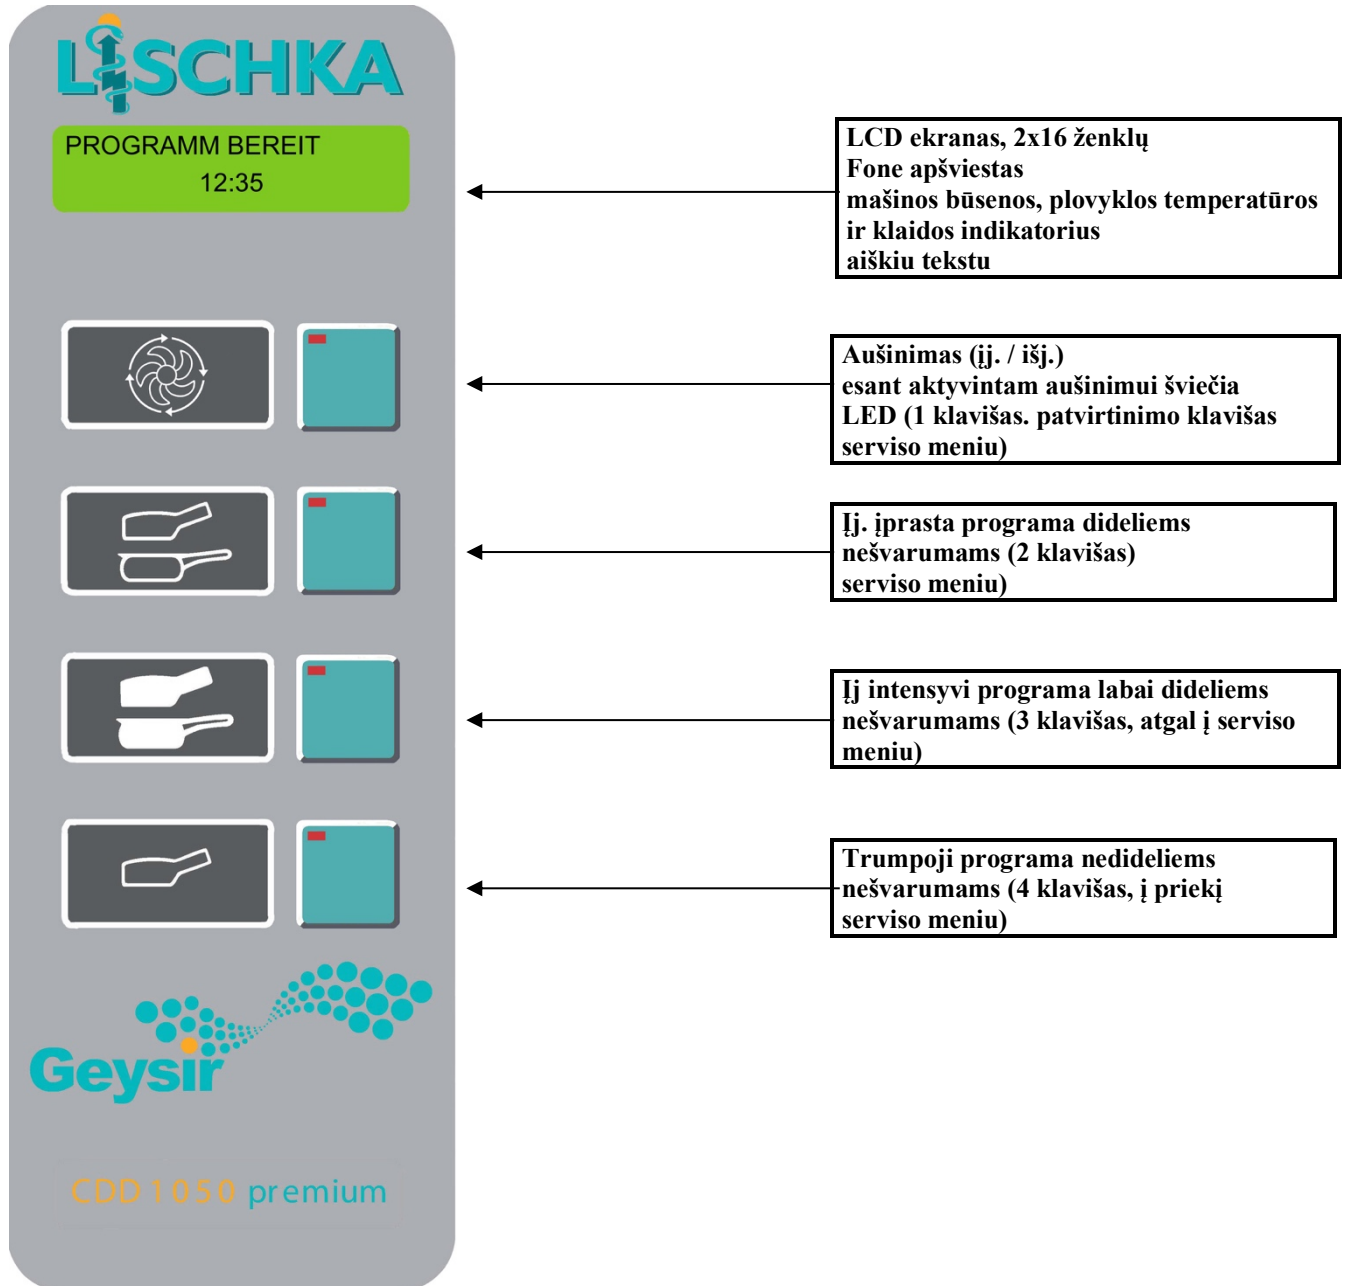 LISCHKA
PROGRAMM BEREIT
12:35
LCD ekranas, 2x16 ženklų
Fone apšviestas
mašinos būsenos, plovyklos temperatūros
ir klaidos indikatorius
aiškiu tekstu
Aušinimas (įj. / išj.)
esant aktyvintam aušinimui šviečia
LED (1 klavišas. patvirtinimo klavišas
serviso meniu)
Įj. įprasta programa dideliems
nešvarumams (2 klavišas)
serviso meniu)
Įj intensyvi programa labai dideliems
nešvarumams (3 klavišas, atgal į serviso
meniu)
Trumpoji programa nedideliems
nešvarumams (4 klavišas, į priekį
serviso meniu)
Geysir
CDD 1050 premium